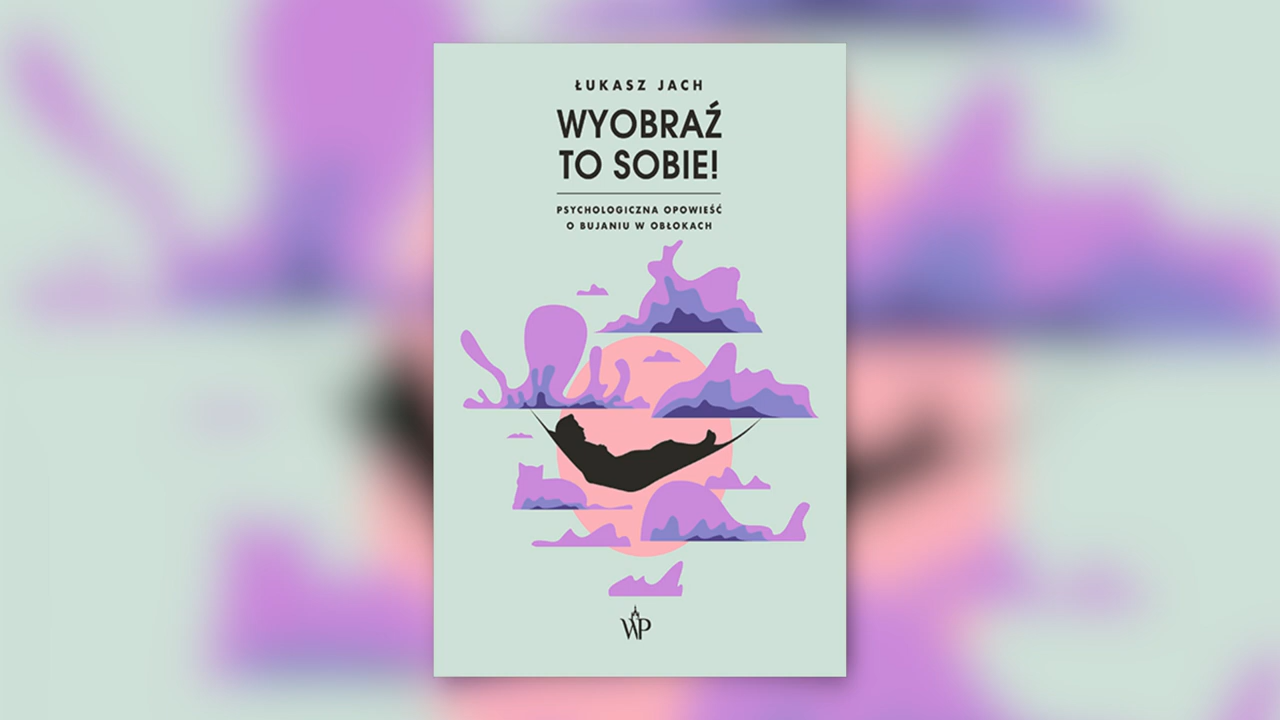 ŁUKASZ JACH
WYOBRAŹ
TO SOBIE!
PSYCHOLOGICZNA OPOWIEŚĆ
O BUJANIU W OBŁOKACH
WP